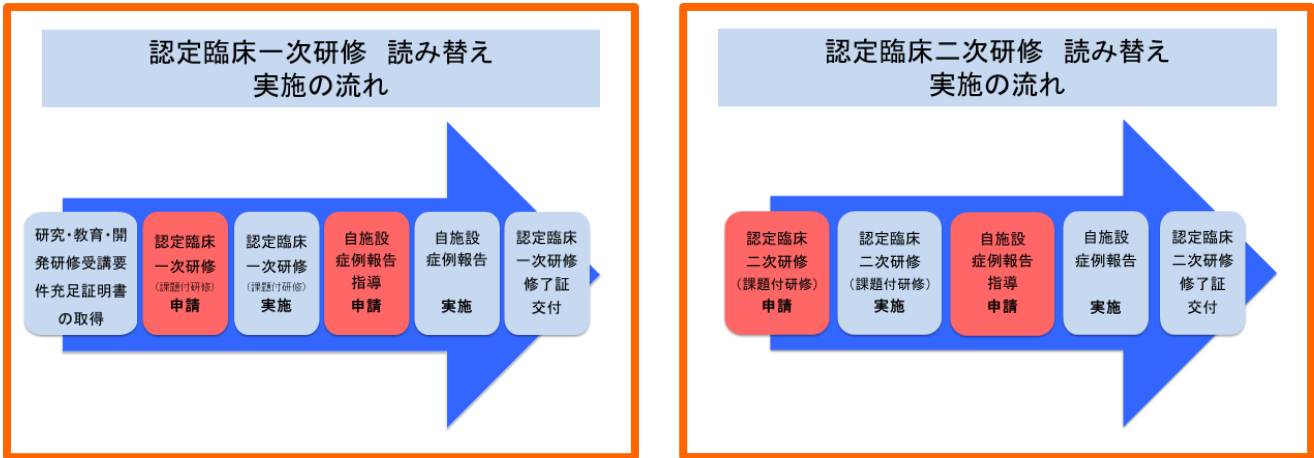 認定臨床一次研修　読み替え
実施の流れ
研究・教育・開
発研修受講要
件充足証明書
の取得
認定臨床
一次研修
（課題付研修）
申請
認定臨床
一次研修
（課題付研修）
実施
自施設
症例報告
指導
申請
自施設
症例報告
実施
認定臨床
一次研修
修了証
交付
認定臨床二次研修　読み替え
実施の流れ
認定臨床
二次研修
（課題付研修）
申請
認定臨床
二次研修
（課題付研修）
実施
自施設
症例報告
指導
申請
自施設
症例報告
実施
認定臨床
二次研修
修了証
交付